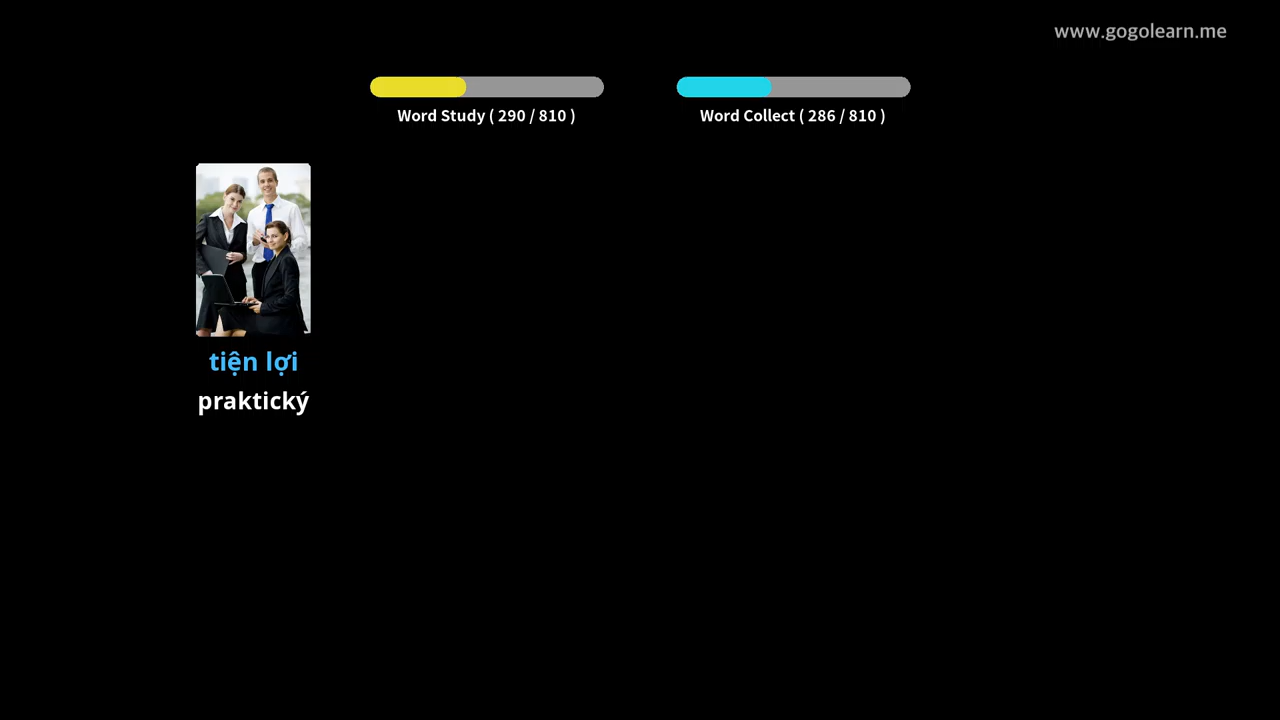 www.gogolearn.me
Word Study ( 290 / 810 )
Word Collect ( 286 / 810 )
tiện lợi
praktický